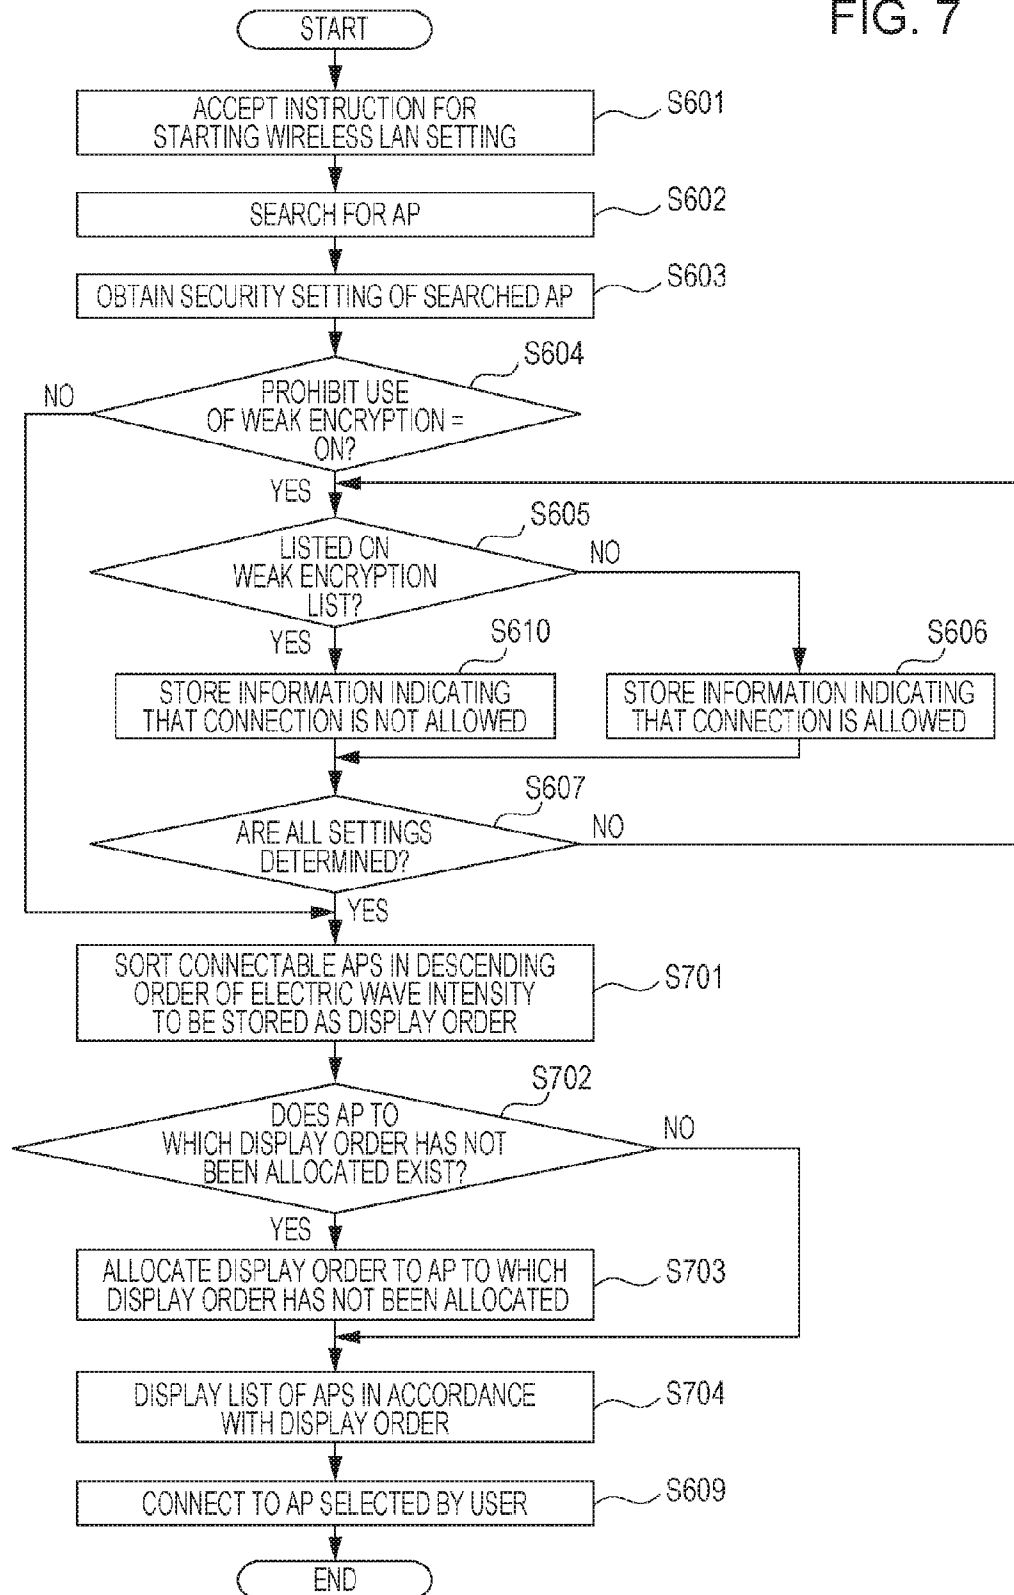 FIG. 7
START
ACCEPT INSTRUCTION FOR
STARTING WIRELESS LAN SETTING
S601
SEARCH FOR AP
S602
OBTAIN SECURITY SETTING OF SEARCHED AP
S603
S604
NO
PROHIBIT USE
OF WEAK ENCRYPTION =
ON?
YES
S605
LISTED ON
WEAK ENCRYPTION
LIST?
NO
YES
S610
S606
STORE INFORMATION INDICATING
THAT CONNECTION IS NOT ALLOWED
STORE INFORMATION INDICATING
THAT CONNECTION IS ALLOWED
S607
ARE ALL SETTINGS
DETERMINED?
NO
YES
SORT CONNECTABLE APS IN DESCENDING
ORDER OF ELECTRIC WAVE INTENSITY
TO BE STORED AS DISPLAY ORDER
S701
S702
DOES AP TO
WHICH DISPLAY ORDER HAS NOT
BEEN ALLOCATED EXIST?
NO
YES
ALLOCATE DISPLAY ORDER TO AP TO WHICH
DISPLAY ORDER HAS NOT BEEN ALLOCATED
S703
DISPLAY LIST OF APS IN ACCORDANCE
WITH DISPLAY ORDER
S704
CONNECT TO AP SELECTED BY USER
S609
END